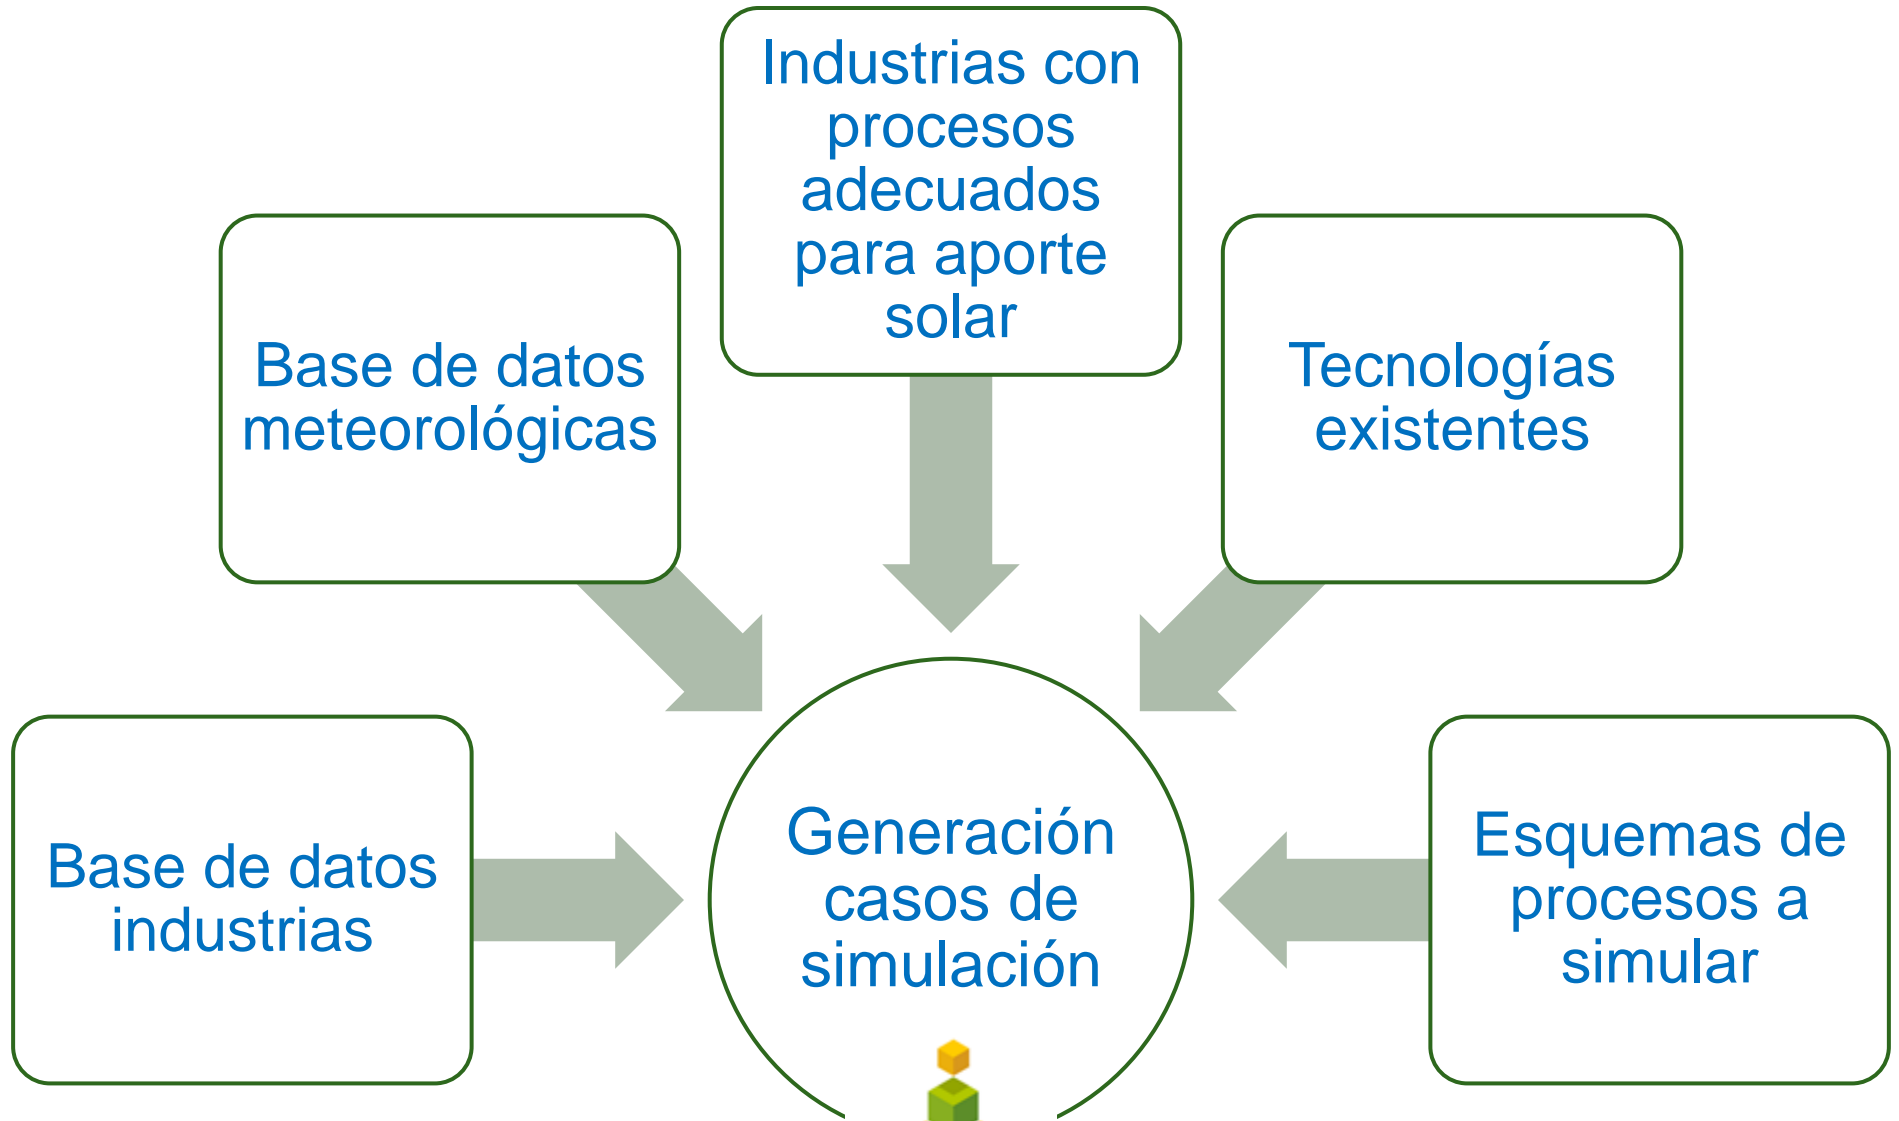 Industrias con
procesos
adecuados
para aporte
solar
Base de datos
meteorológicas
Tecnologías
existentes
Base de datos
industrias
Generación
casos de
simulación
Esquemas de
procesos a
simular